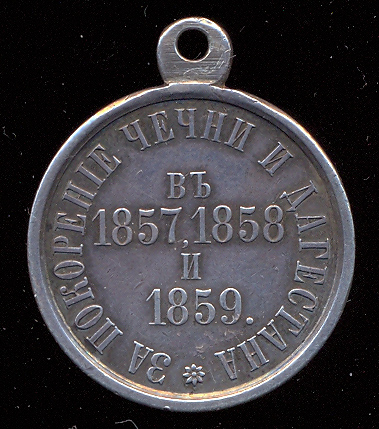 ЗА ПОКОРЕНІЕ ЧЕЧНИ И ДАГЕСТАНА
ВЪ
1857, 1858
И
1859.